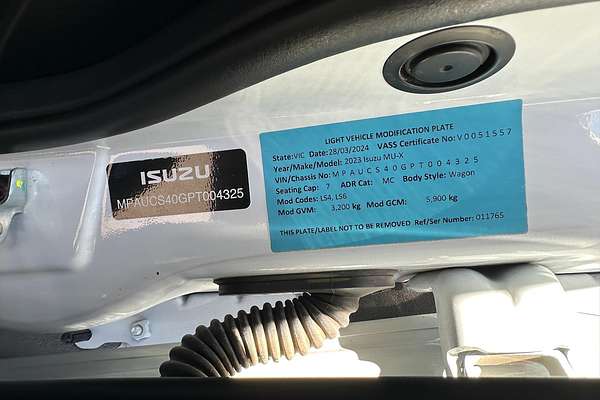 ISUZU
MPAUCS40GPT004325
LIGHT VEHICLE MODIFICATION PLATE
State: VIC Date: 28/03/2024 VASS Certificate No: V0051557
Year/Make/Model: 2023 Isuzu MU-X
VIN/Chassis No: MPAUCS40GPT004325
Seating Cap: 7 ADR Cat: MC Body Style: Wagon
Mod Codes: LS4, LS6
Mod GVM: 3,200 kg Mod GCM: 5,900 kg
THIS PLATE/LABEL NOT TO BE REMOVED Ref/Ser Number: 011765